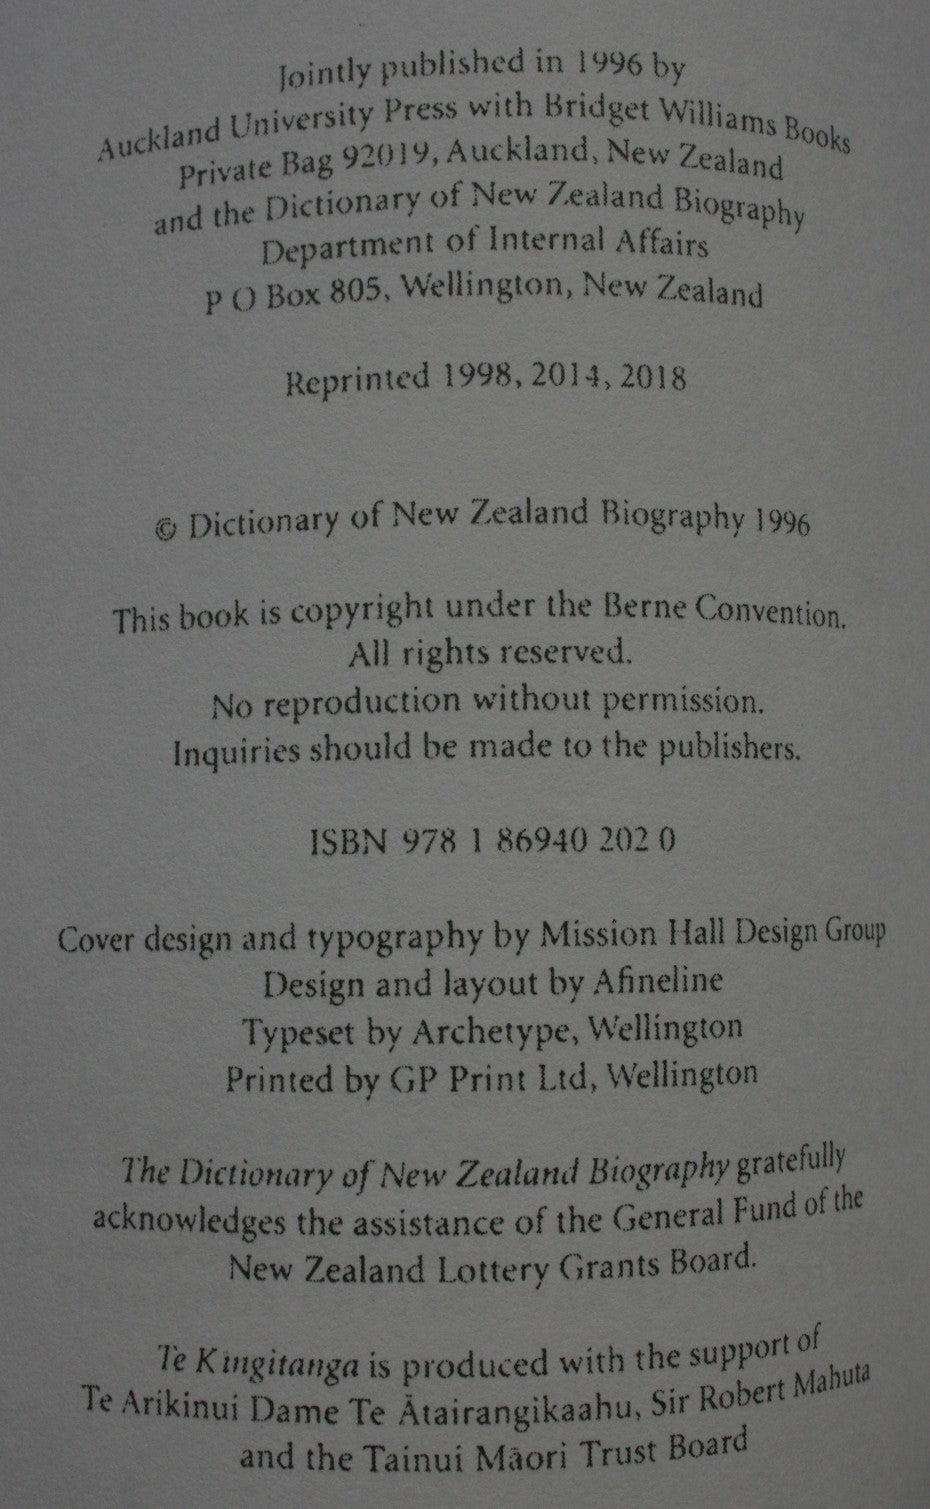 Jointly published in 1996 by
Auckland University Press with Bridget Williams Books
Private Bag 92019, Auckland, New Zealand
and the Dictionary of New Zealand Biography
Department of Internal Affairs
P O Box 805, Wellington, New Zealand
Reprinted 1998, 2014, 2018
© Dictionary of New Zealand Biography 1996
This book is copyright under the Berne Convention.
All rights reserved.
No reproduction without permission.
Inquiries should be made to the publishers.
ISBN 978 1 86940 202 0
Cover design and typography by Mission Hall Design Group
Design and layout by Afineline
Typeset by Archetype, Wellington
Printed by GP Print Ltd, Wellington
The Dictionary of New Zealand Biography gratefully
acknowledges the assistance of the General Fund of the
New Zealand Lottery Grants Board.
Te Kingitanga is produced with the support of
Te Arikinui Dame Te Ātairangikaahu, Sir Robert Mahuta
and the Tainui Māori Trust Board